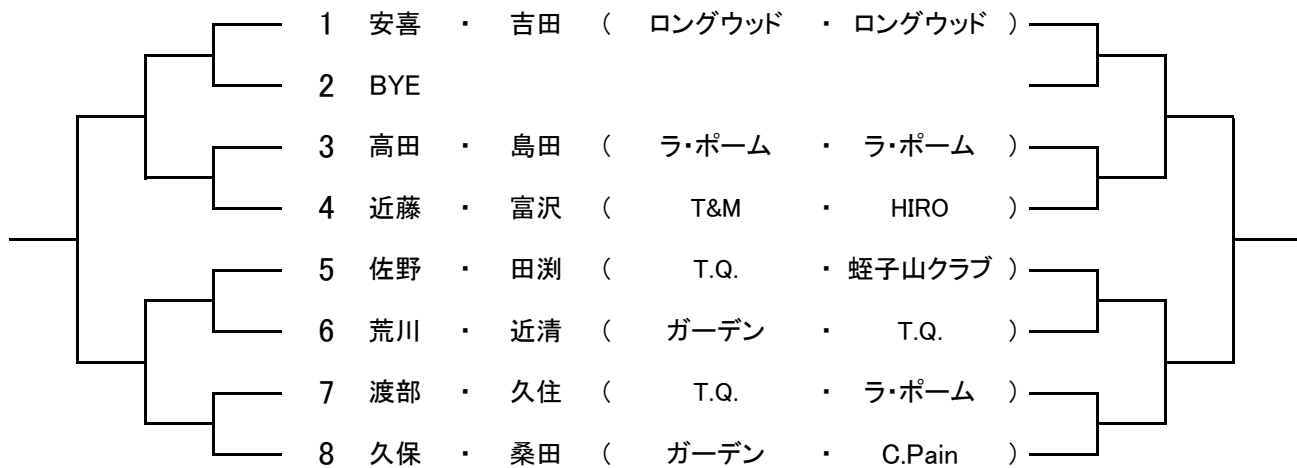 1 安喜 ・ 吉田 ( ロングウッド ・ ロングウッド )
2 BYE
3 高田 ・ 島田 ( ラ・ポーム ・ ラ・ポーム )
4 近藤 ・ 富沢 ( T&M ・ HIRO )
5 佐野 ・ 田渕 ( T.Q. ・ 蛭子山クラブ )
6 荒川 ・ 近清 ( ガーデン ・ T.Q. )
7 渡部 ・ 久住 ( T.Q. ・ ラ・ポーム )
8 久保 ・ 桑田 ( ガーデン ・ C.Pain )